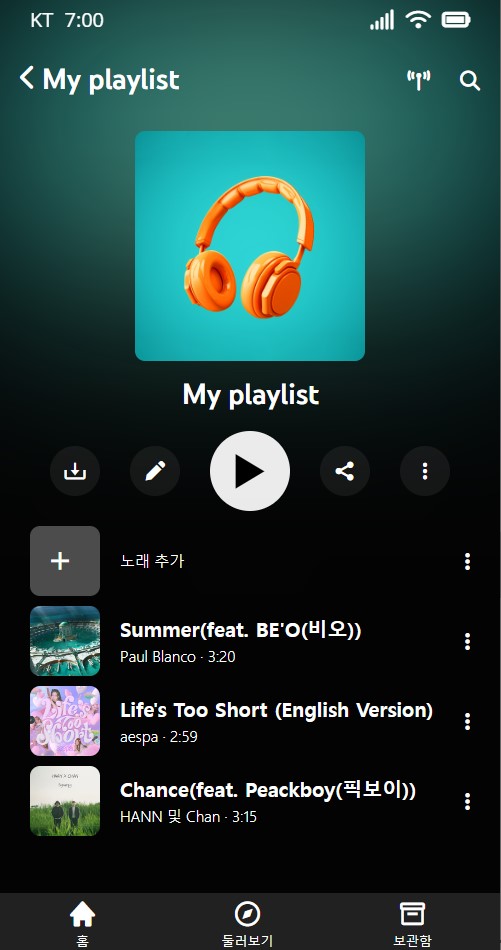 KT 7:00
My playlist
My playlist
노래 추가
Summer(feat. BE'O(비오))
Paul Blanco · 3:20
Life's Too Short (English Version)
aespa · 2:59
Chance(feat. Peackboy(픽보이))
HANN 및 Chan · 3:15
홈 둘러보기 보관함